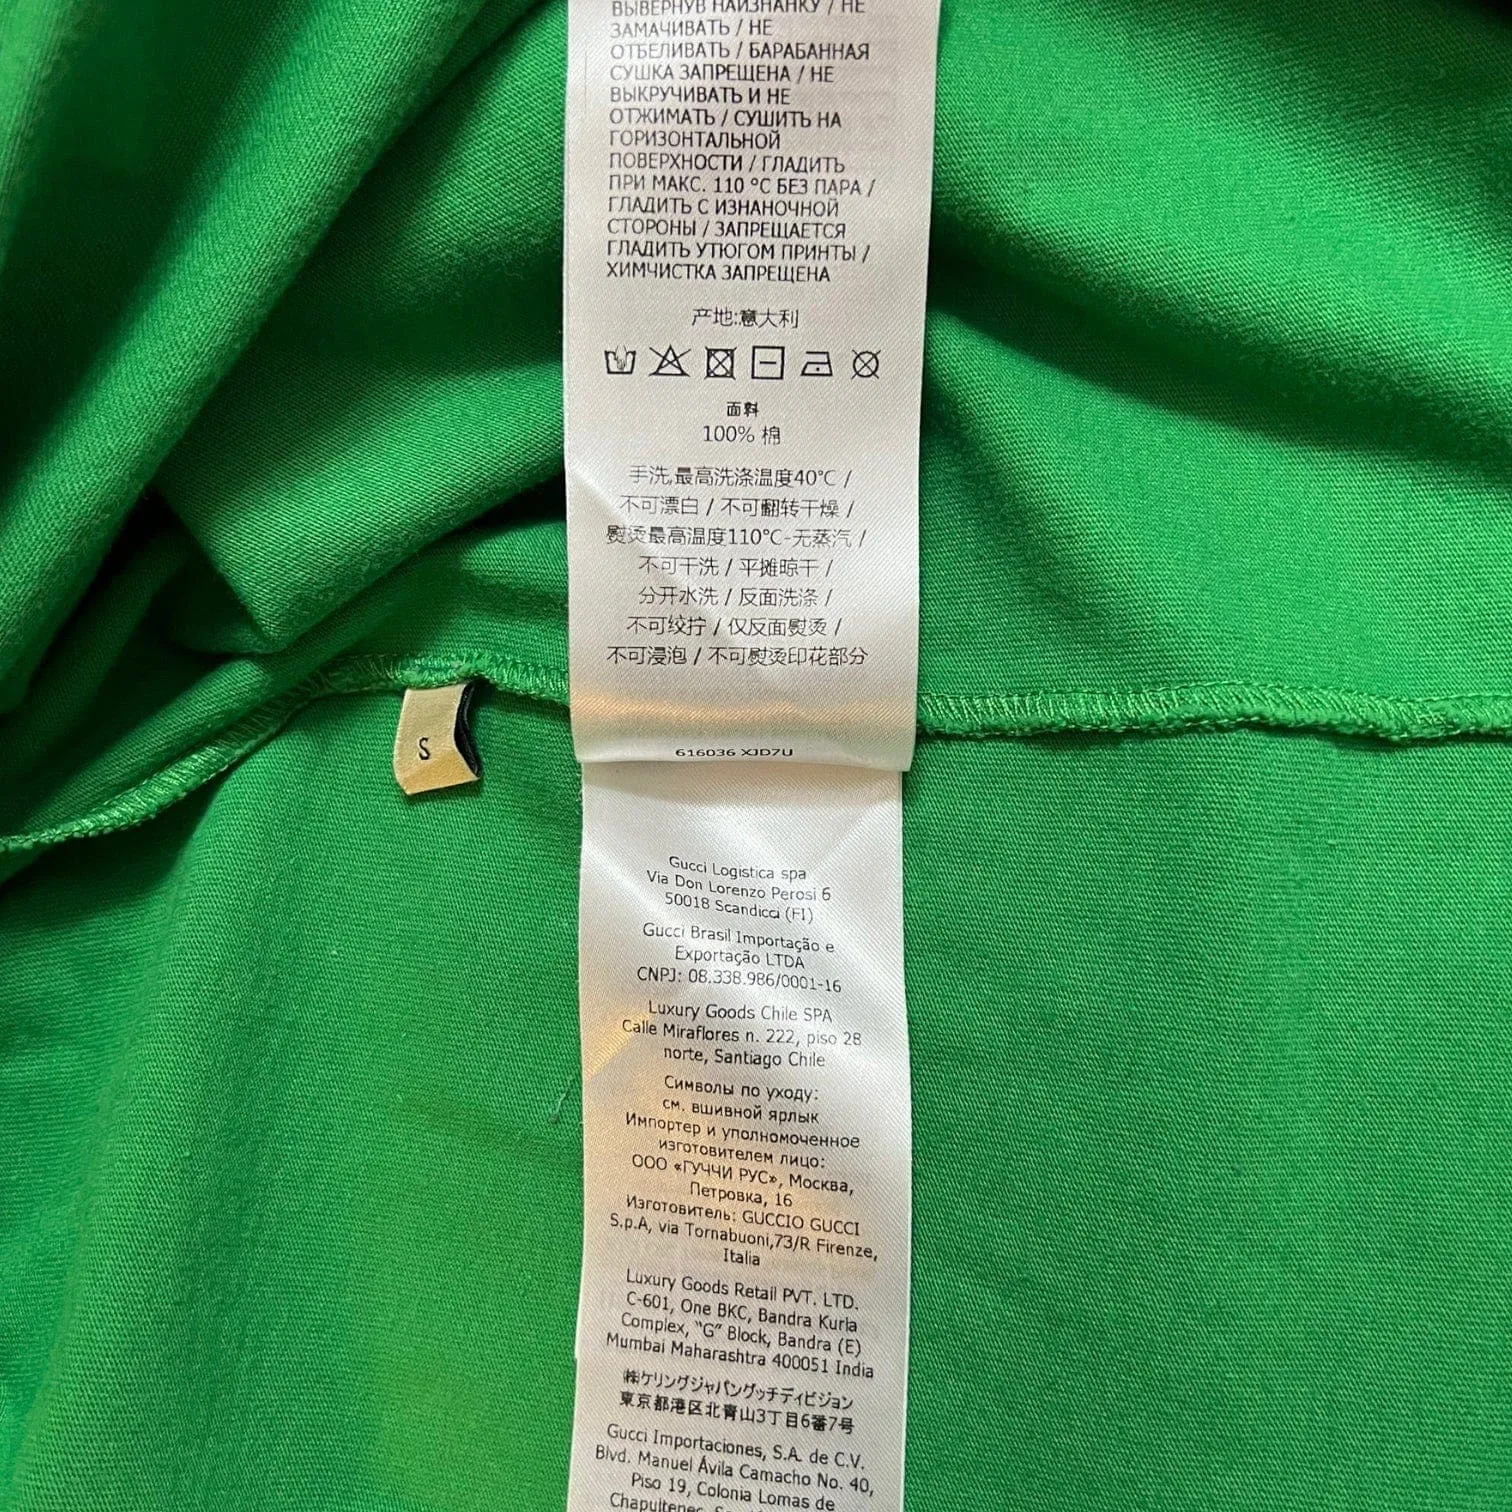 ВЫВЕРНУВ НАИЗНАНКУ / НЕ
ЗАМАЧИВАТЬ / НЕ
ОТБЕЛИВАТЬ / БАРАБАННАЯ
СУШКА ЗАПРЕЩЕНА / НЕ
ВЫКРУЧИВАТЬ И НЕ
ОТЖИМАТЬ / СУШИТЬ НА
ГОРИЗОНТАЛЬНОЙ
ПОВЕРХНОСТИ / ГЛАДИТЬ
ПРИ МАКС. 110 °C БЕЗ ПАРА /
ГЛАДИТЬ С ИЗНАНОЧНОЙ
СТОРОНЫ / ЗАПРЕЩАЕТСЯ
ГЛАДИТЬ УТЮГОМ ПРИНТЫ /
ХИМЧИСТКА ЗАПРЕЩЕНА
产地:意大利
面料
100% 棉
手洗,最高洗涤温度40°C /
不可漂白 / 不可翻转干燥 /
熨烫最高温度110°C-无蒸汽 /
不可干洗 / 平摊晾干 /
分开水洗 / 反面洗涤 /
不可绞拧 / 仅反面熨烫 /
不可浸泡 / 不可熨烫印花部分
S
616036 XJD7U
Gucci Logistica spa
Via Don Lorenzo Perosi 6
50018 Scandicci (FI)
Gucci Brasil Importação e
Exportação LTDA
CNPJ: 08.338.986/0001-16
Luxury Goods Chile SPA
Calle Miraflores n. 222, piso 28
norte, Santiago Chile
Символы по уходу:
см. вшивной ярлык
Импортер и уполномоченное
изготовителем лицо:
ООО «ГУЧЧИ РУС», Москва,
Петровка, 16
Изготовитель: GUCCIO GUCCI
S.p.A, via Tornabuoni,73/R Firenze,
Italia
Luxury Goods Retail PVT. LTD.
C-601, One BKC, Bandra Kurla
Complex, "G" Block, Bandra (E)
Mumbai Maharashtra 400051 India
㈱ケリングジャパングッチディビジョン
東京都港区北青山3丁目6番7号
Gucci Importaciones, S.A. de C.V.
Blvd. Manuel Ávila Camacho No. 40,
Piso 19, Colonia Lomas de
Chapultepec,